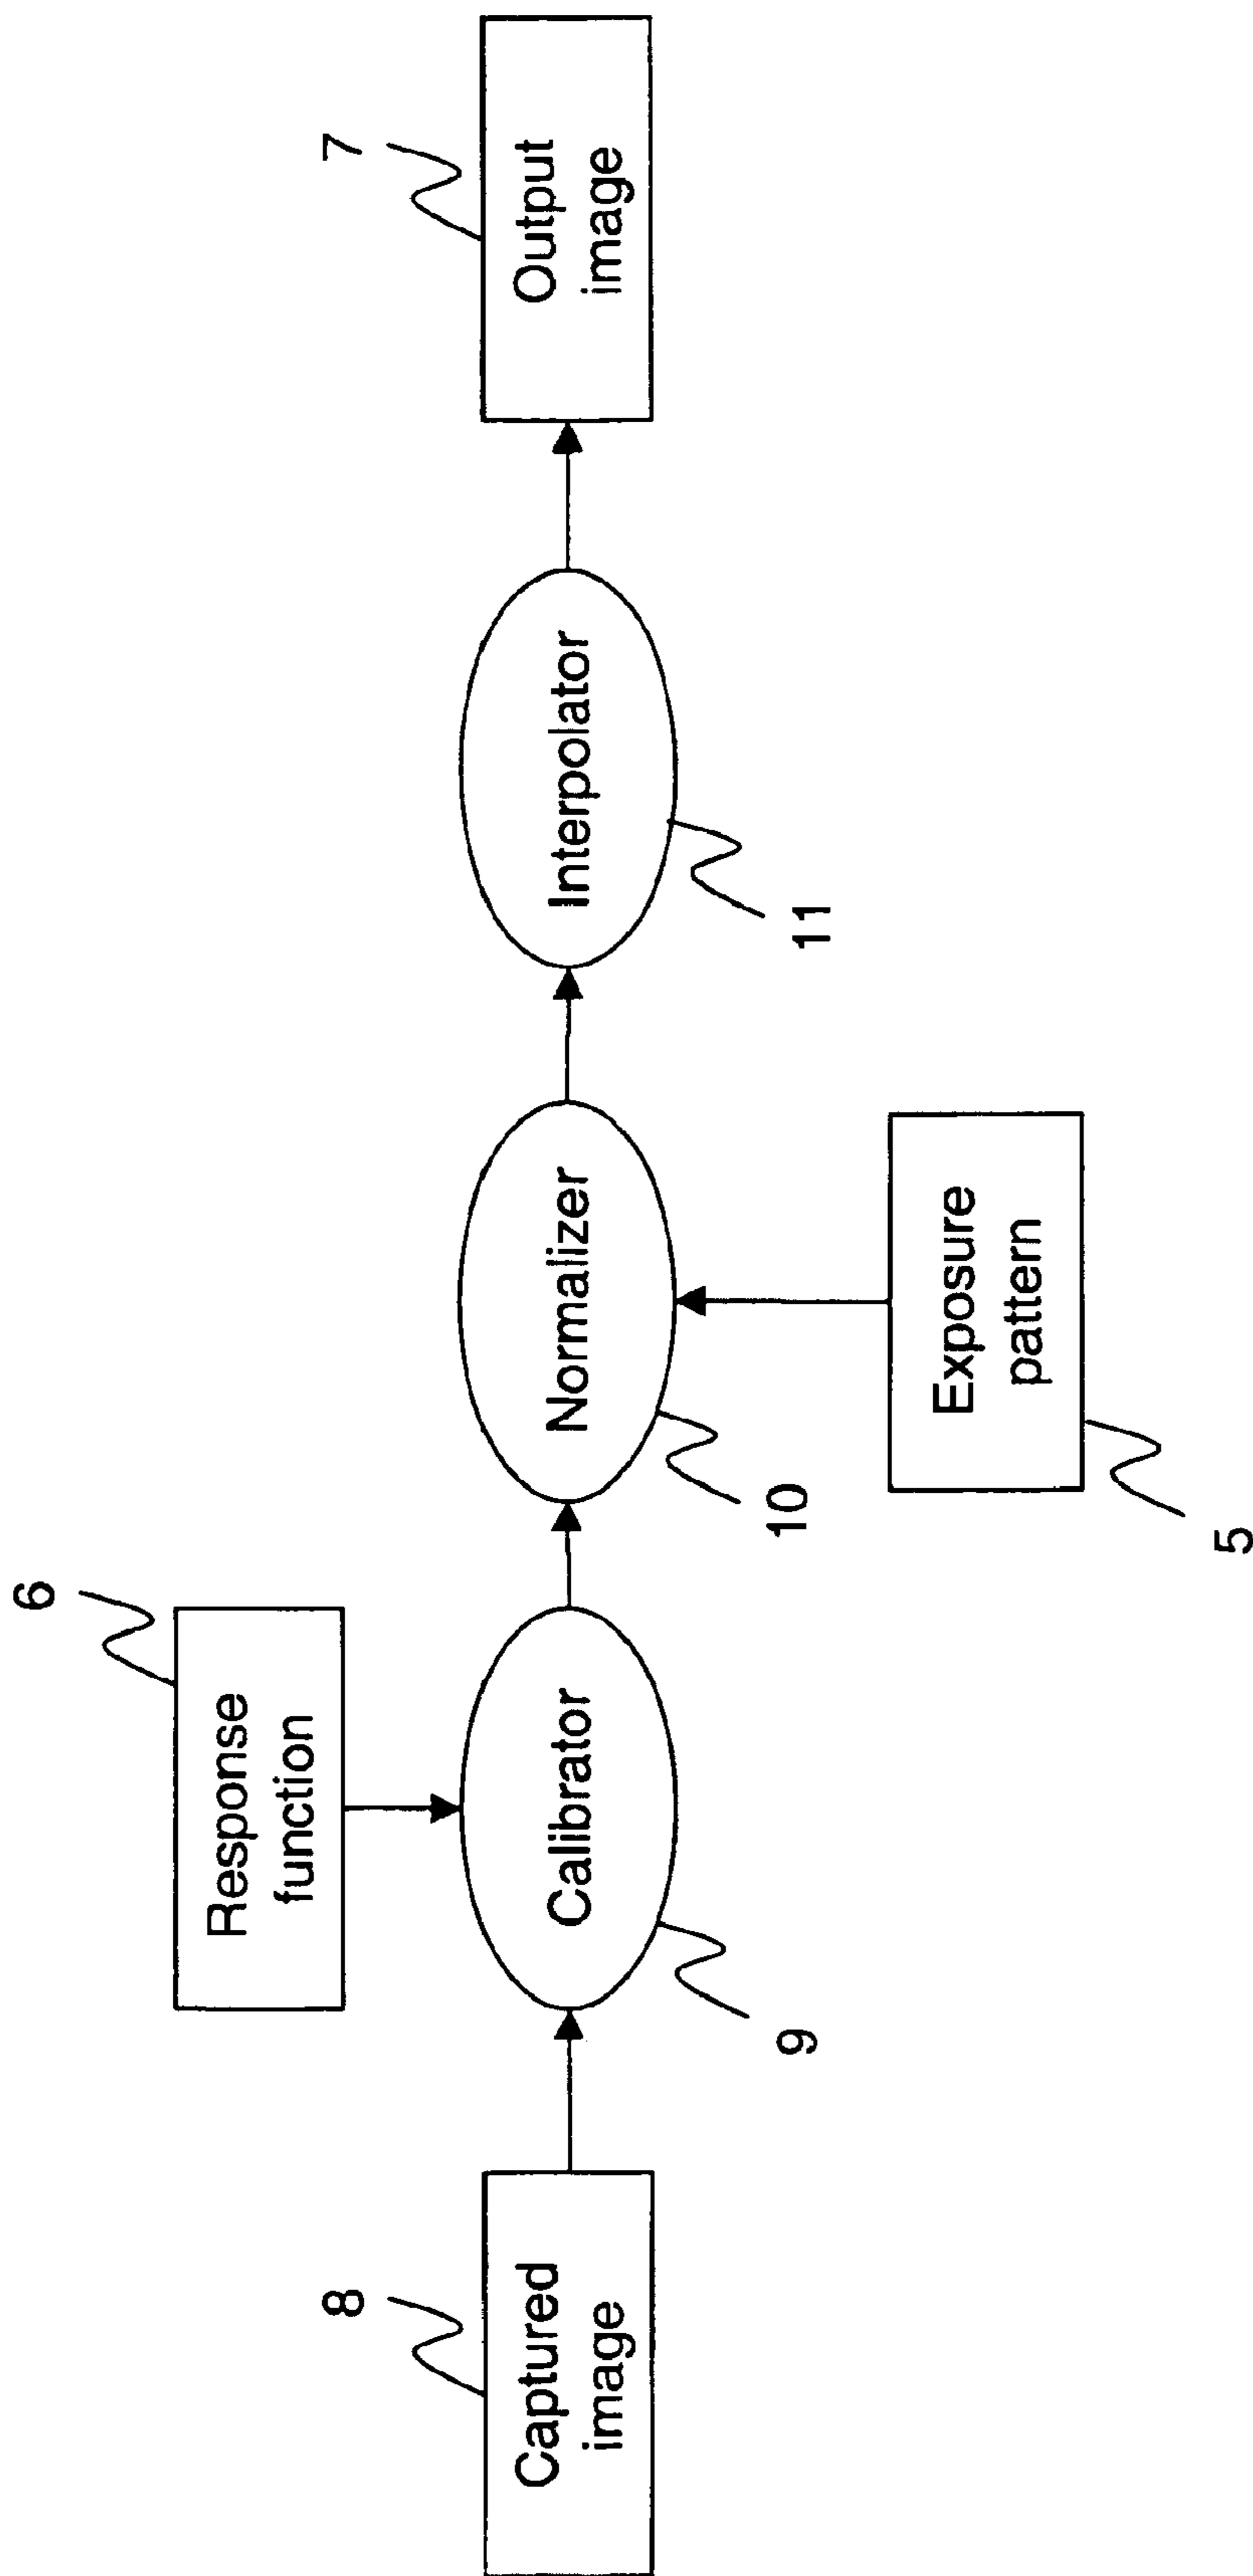 6
Response
function
8
Captured
image
Calibrator
9
Normalizer
10
Exposure
pattern
5
Interpolator
11
7
Output
image